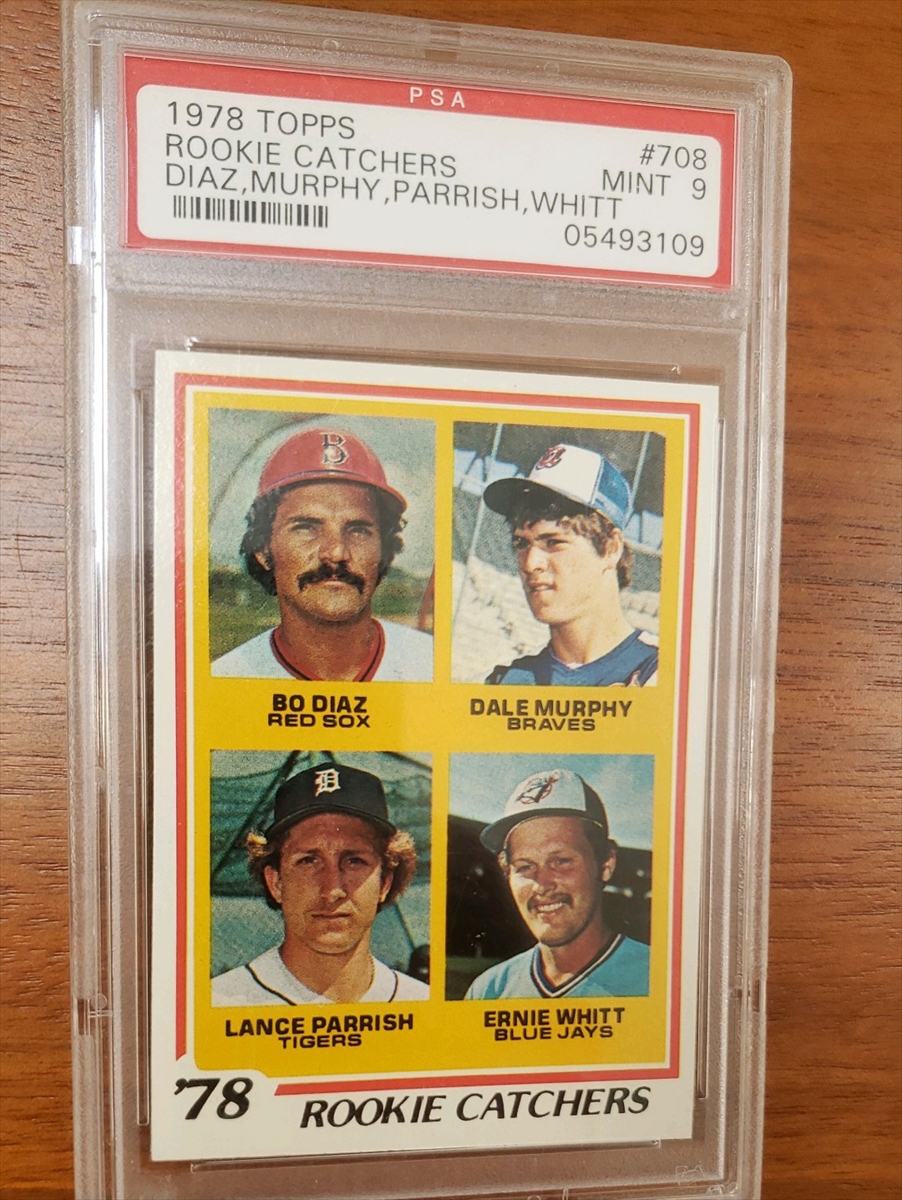 PSA
1978 TOPPS #708
ROOKIE CATCHERS MINT 9
DIAZ,MURPHY,PARRISH,WHITT
05493109
B
BO DIAZ
RED SOX
DALE MURPHY
BRAVES
D
LANCE PARRISH
TIGERS
ERNIE WHITT
BLUE JAYS
'78
ROOKIE CATCHERS